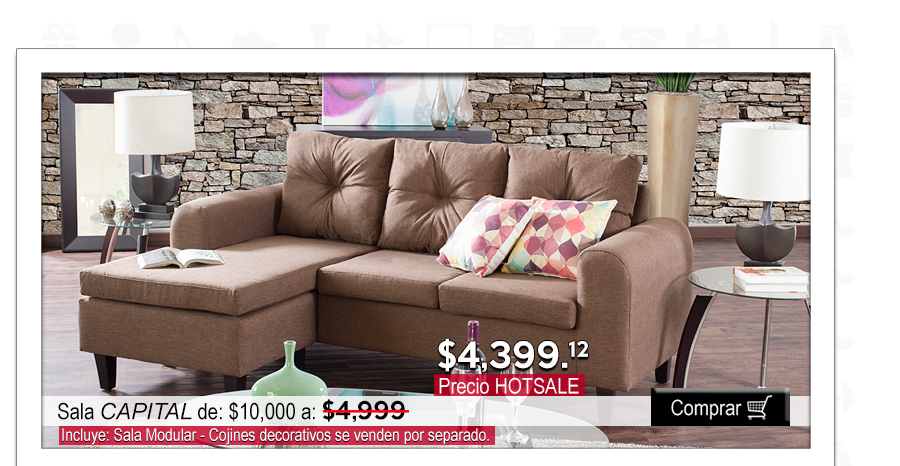 $4,399.12
Precio HOTSALE
Sala CAPITAL de: $10,000 a: $4,999
Comprar
Incluye: Sala Modular - Cojines decorativos se venden por separado.